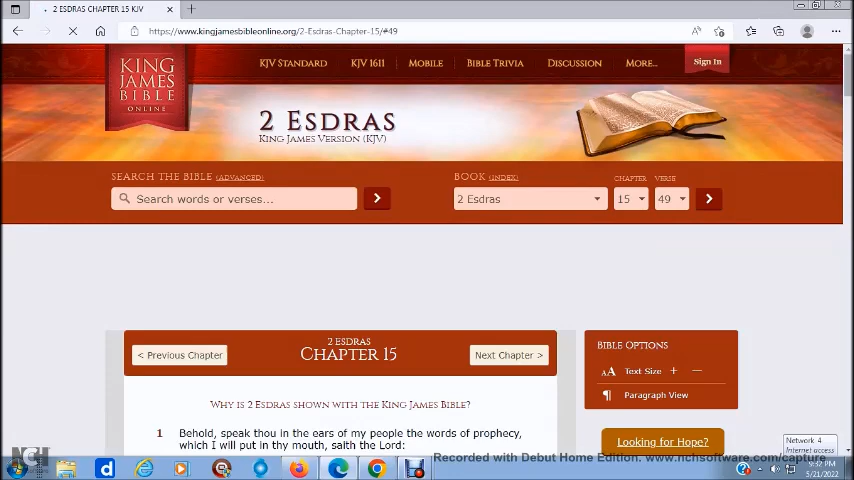 2 ESDRAS CHAPTER 15 KJV
https://www.kingjamesbibleonline.org/2-Esdras-Chapter-15/#49
KING JAMES BIBLE ONLINE
KJV STANDARD KJV 1611 MOBILE BIBLE TRIVIA DISCUSSION MORE... Sign In
2 ESDRAS
KING JAMES VERSION (KJV)
SEARCH THE BIBLE (ADVANCED) BOOK (INDEX) CHAPTER VERSE
Search words or verses... 2 Esdras 15 49
2 ESDRAS
< Previous Chapter CHAPTER 15 Next Chapter >
BIBLE OPTIONS
AA Text Size + —
¶ Paragraph View
WHY IS 2 ESDRAS SHOWN WITH THE KING JAMES BIBLE?
1 Behold, speak thou in the ears of my people the words of prophecy,
which I will put in thy mouth, saith the Lord:
Looking for Hope?
Network 4
Internet access
NCH
Recorded with Debut Home Edition. www.nchsoftware.com/capture
9:32 PM
5/21/2022